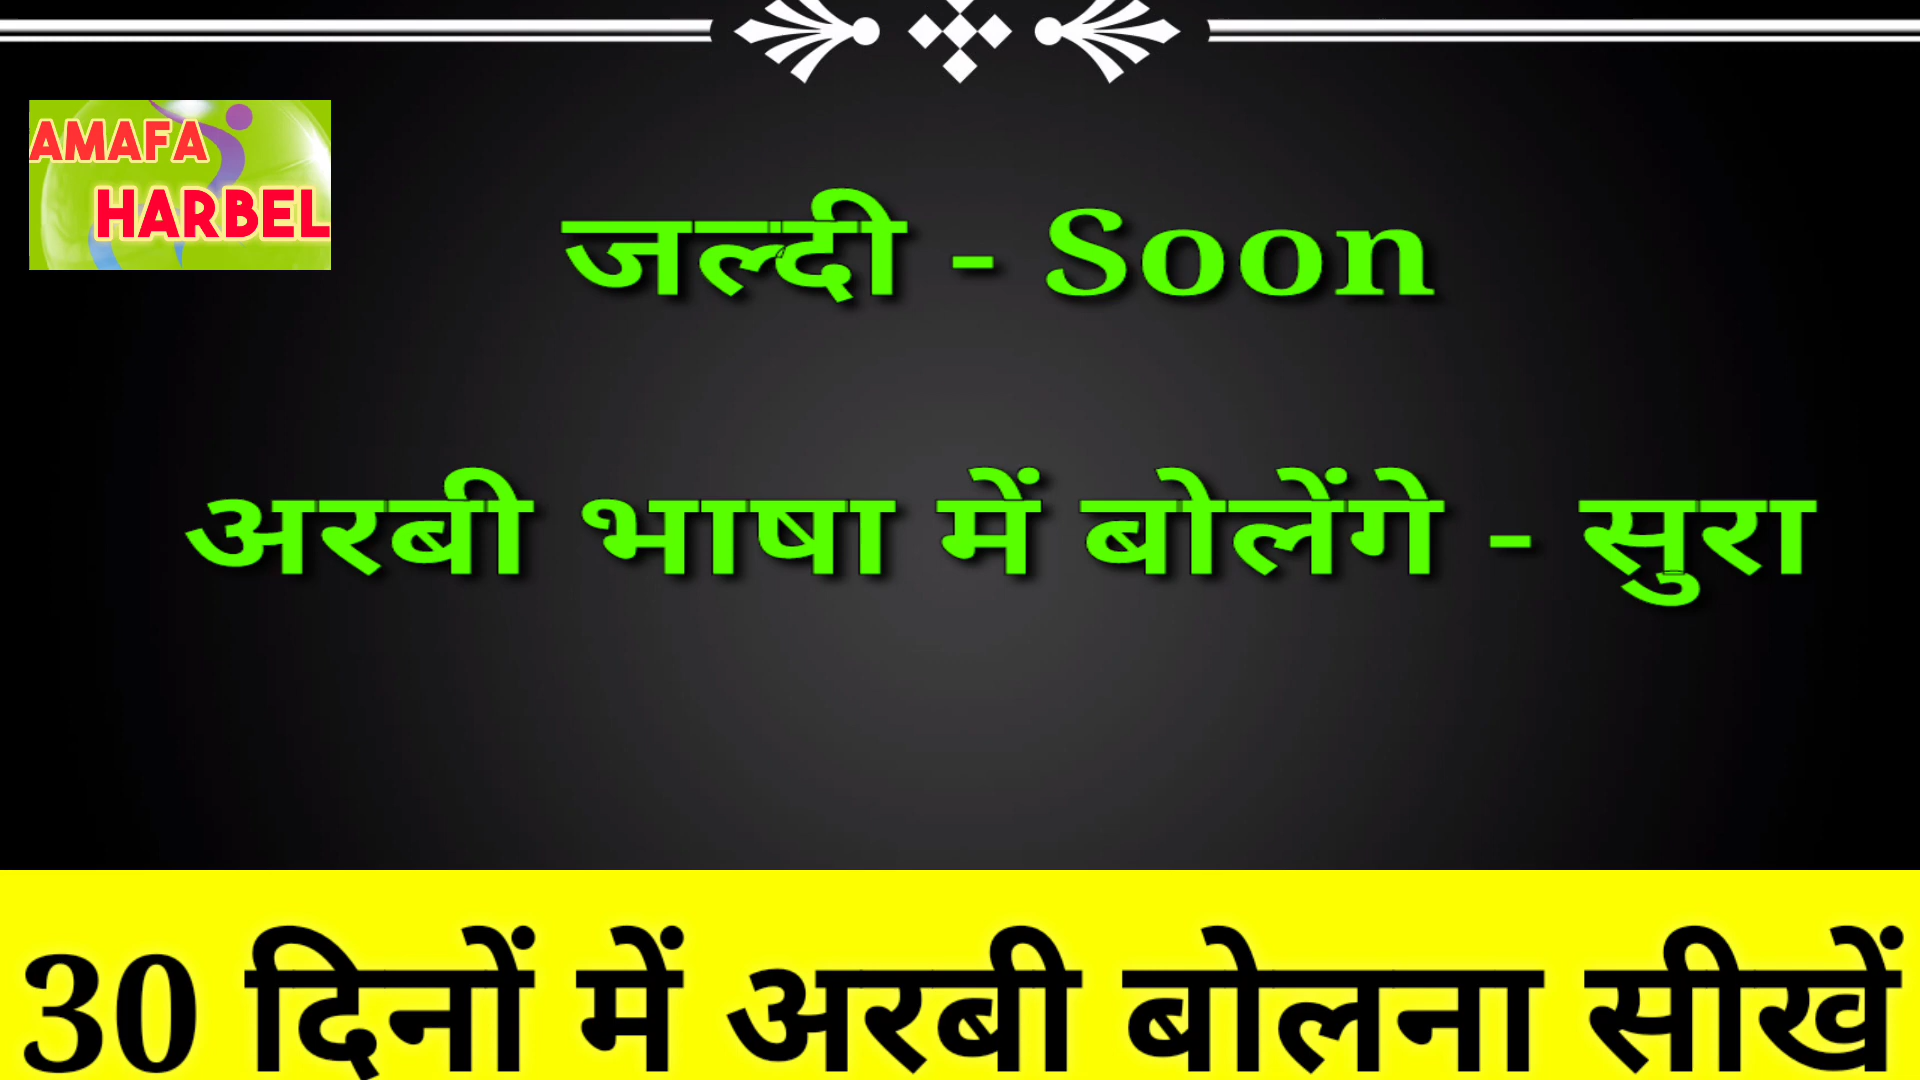 AMAFA
HARBEL
जल्दी - Soon
अरबी भाषा में बोलेंगे - सुरा
30 दिनों में अरबी बोलना सीखें